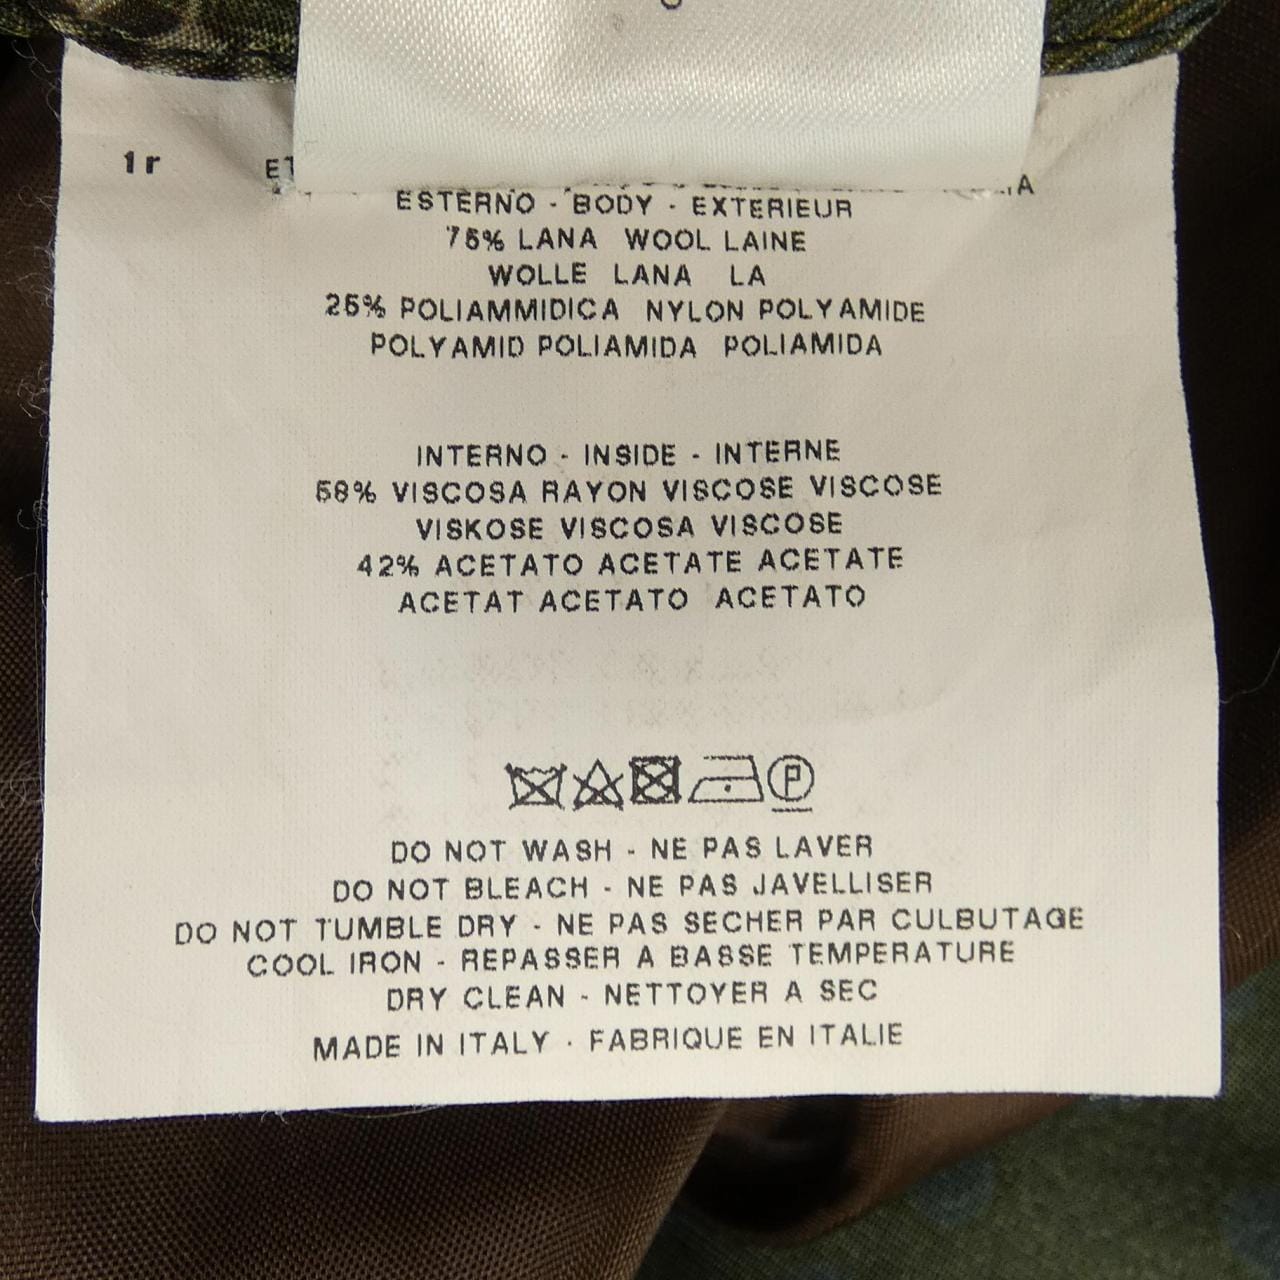 1r
ESTERNO - BODY - EXTERIEUR
75% LANA WOOL LAINE
WOLLE LANA LA
25% POLIAMMIDICA NYLON POLYAMIDE
POLYAMID POLIAMIDA POLIAMIDA
INTERNO - INSIDE - INTERNE
58% VISCOSA RAYON VISCOSE VISCOSE
VISKOSE VISCOSA VISCOSE
42% ACETATO ACETATE ACETATE
ACETAT ACETATO ACETATO
P
DO NOT WASH - NE PAS LAVER
DO NOT BLEACH - NE PAS JAVELLISER
DO NOT TUMBLE DRY - NE PAS SECHER PAR CULBUTAGE
COOL IRON - REPASSER A BASSE TEMPERATURE
DRY CLEAN - NETTOYER A SEC
MADE IN ITALY - FABRIQUE EN ITALIE